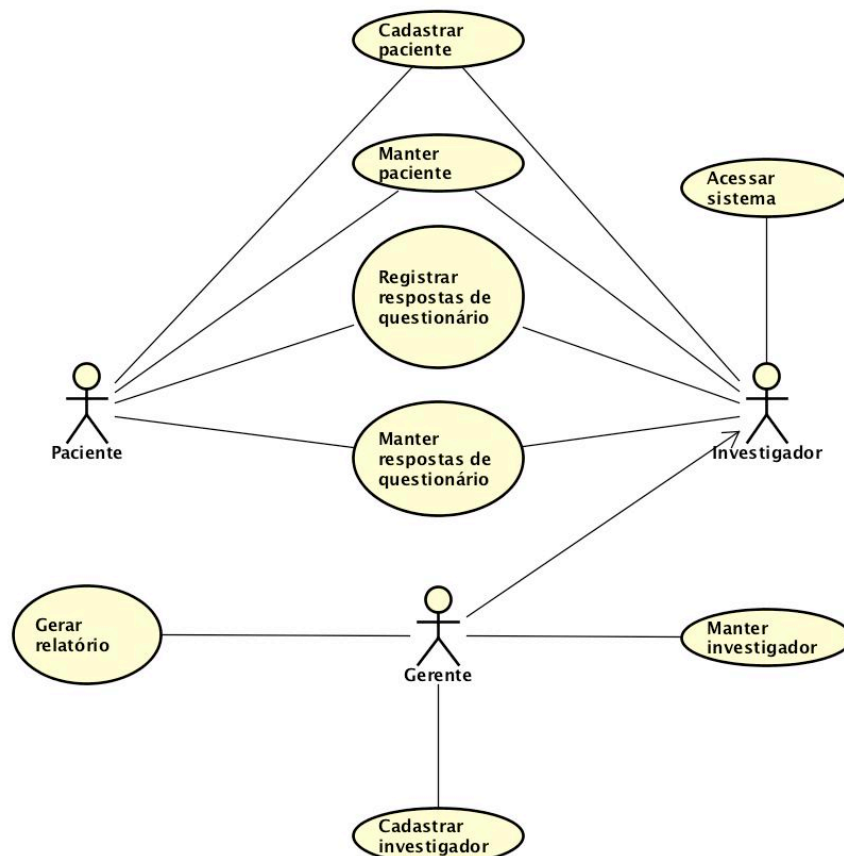 Cadastrar
paciente
Manter
paciente
Acessar
sistema
Registrar
respostas de
questionário
Paciente
Manter
respostas de
questionário
Investigador
Gerar
relatório
Gerente
Manter
investigador
Cadastrar
investigador